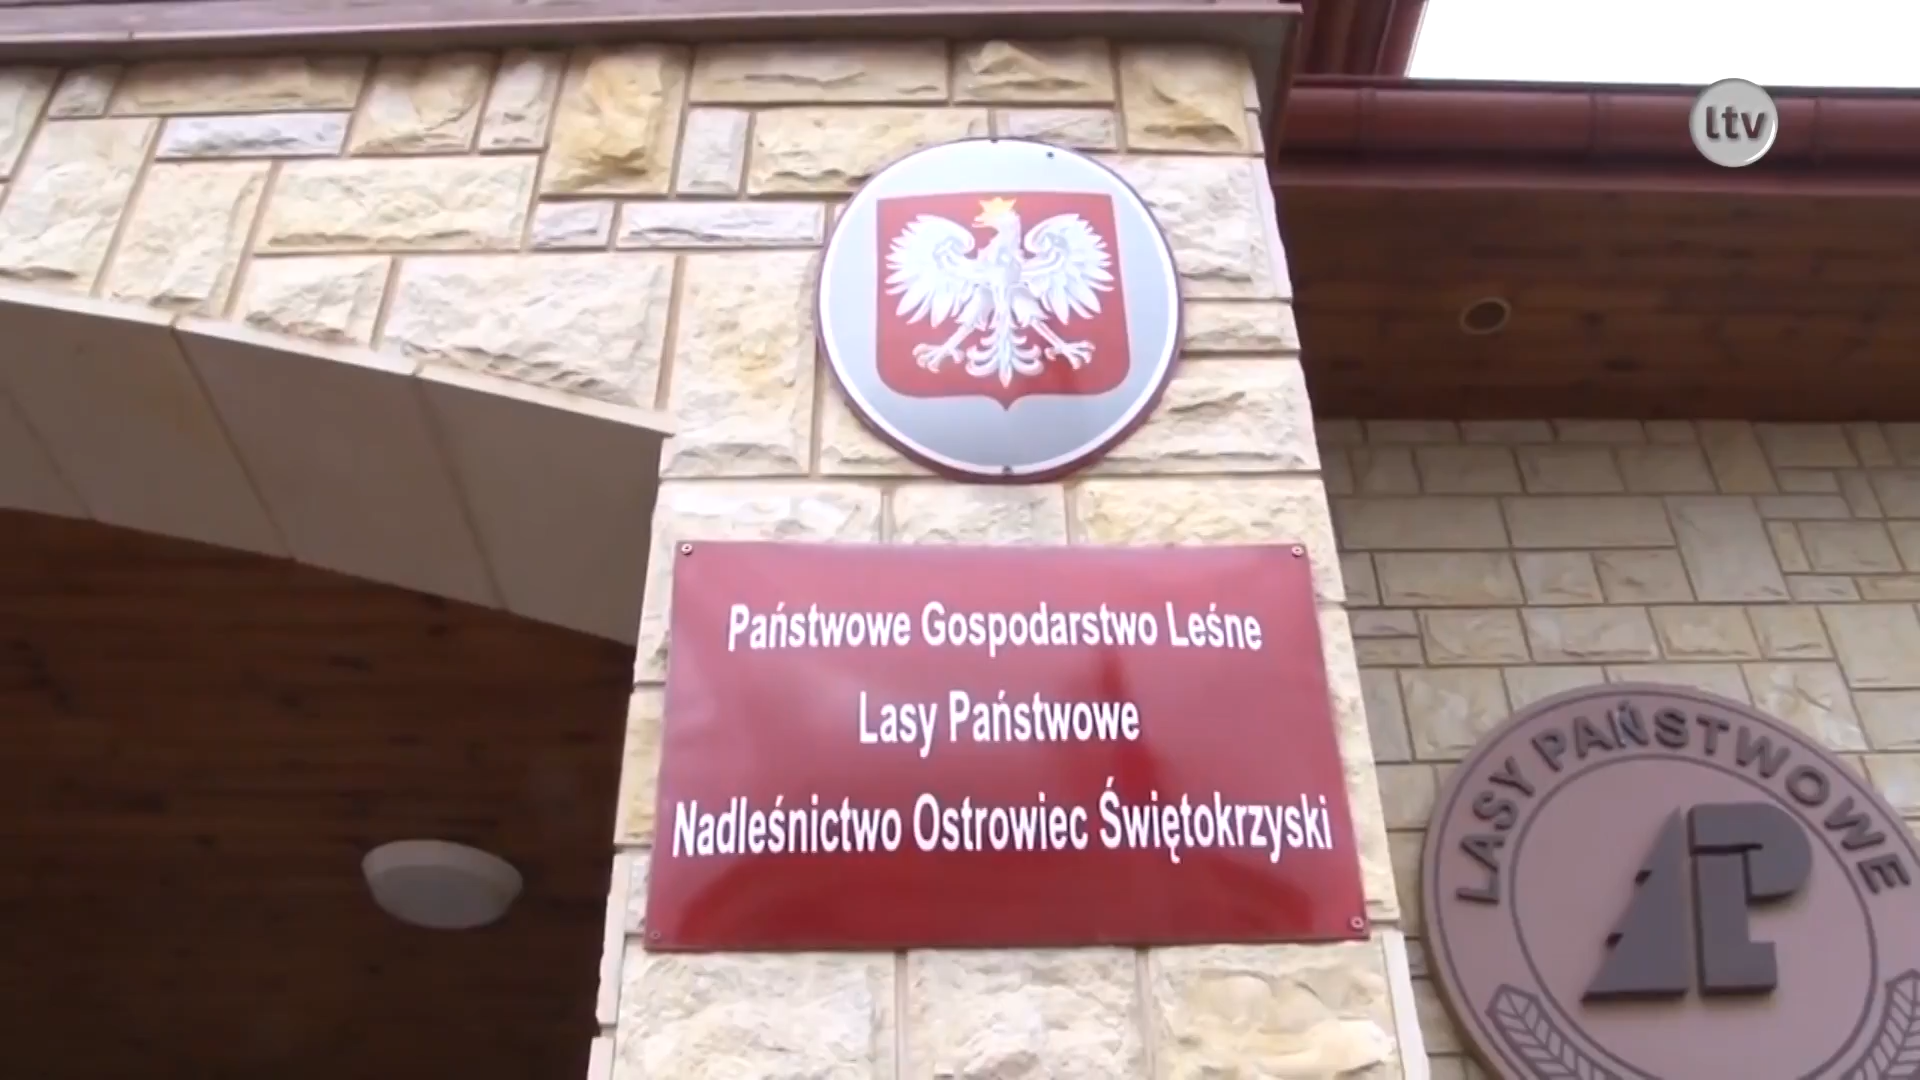 ltv
Państwowe Gospodarstwo Leśne
Lasy Państwowe
Nadleśnictwo Ostrowiec Świętokrzyski
LASY PAŃSTWOWE